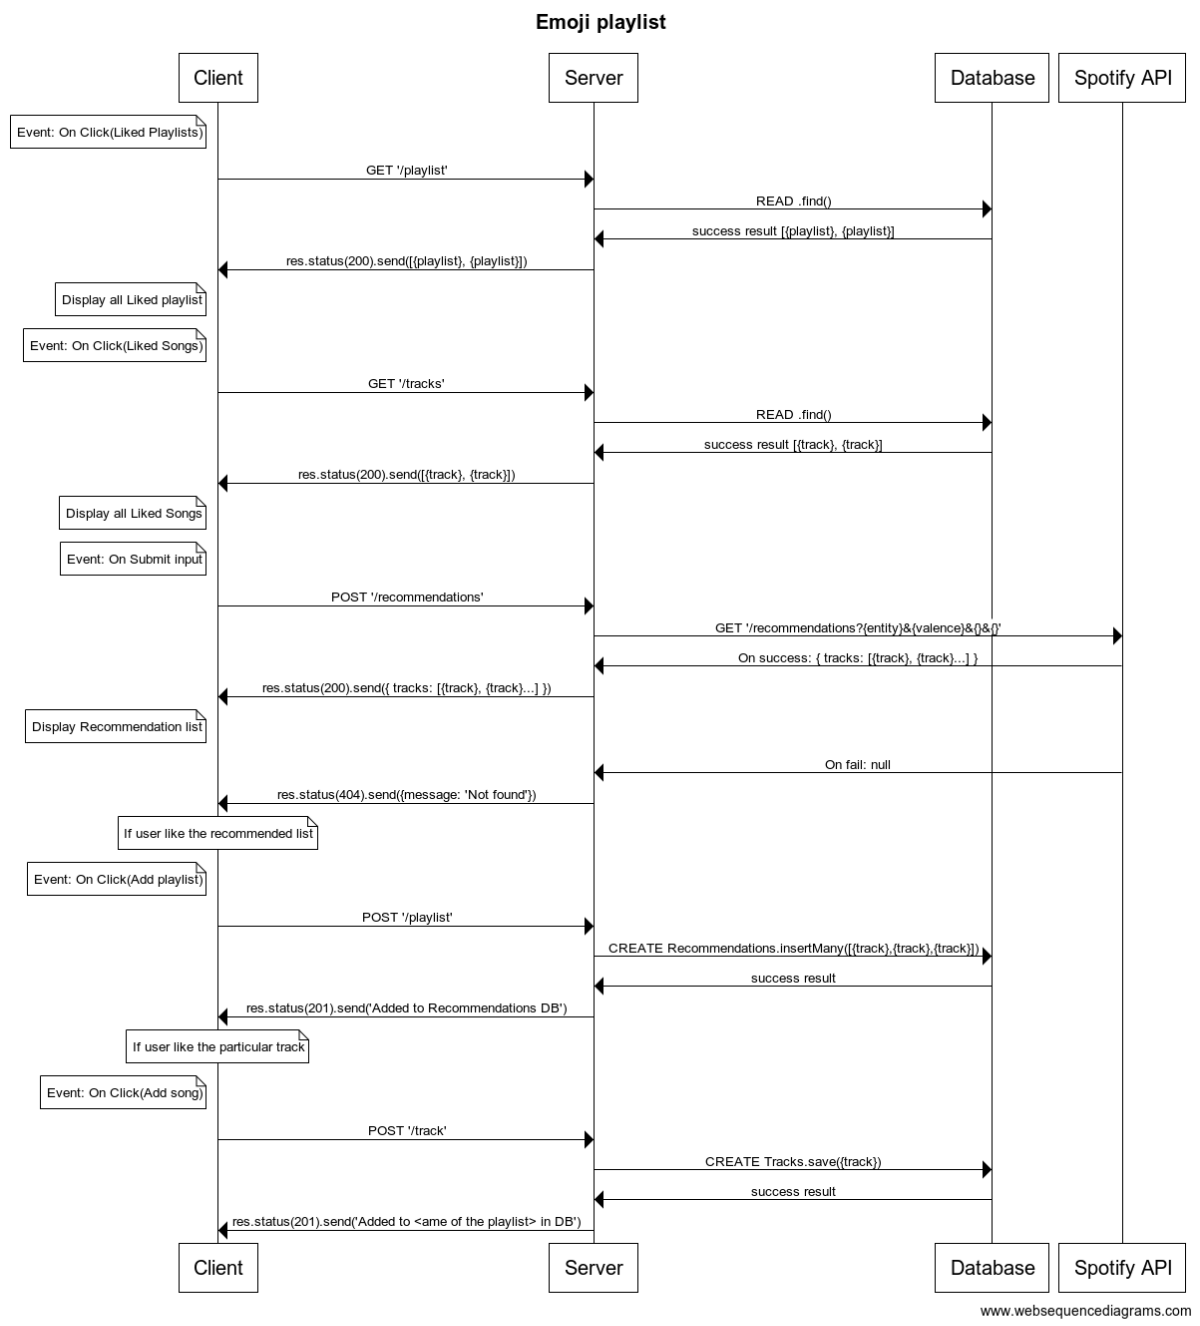 Emoji playlist
Client
Server
Database
Spotify API
Event: On Click(Liked Playlists)
GET '/playlist'
READ .find()
success result [{playlist}, {playlist}]
res.status(200).send([{playlist}, {playlist}])
Display all Liked playlist
Event: On Click(Liked Songs)
GET '/tracks'
READ .find()
success result [{track}, {track}]
res.status(200).send([{track}, {track}])
Display all Liked Songs
Event: On Submit input
POST '/recommendations'
GET '/recommendations?{entity}&{valence}&{}&{}'
On success: { tracks: [{track}, {track}...] }
res.status(200).send({ tracks: [{track}, {track}...] })
Display Recommendation list
On fail: null
res.status(404).send({message: 'Not found'})
If user like the recommended list
Event: On Click(Add playlist)
POST '/playlist'
CREATE Recommendations.insertMany([{track},{track},{track}])
success result
res.status(201).send('Added to Recommendations DB')
If user like the particular track
Event: On Click(Add song)
POST '/track'
CREATE Tracks.save({track})
success result
res.status(201).send('Added to <ame of the playlist> in DB')
Client
Server
Database
Spotify API
www.websequencediagrams.com